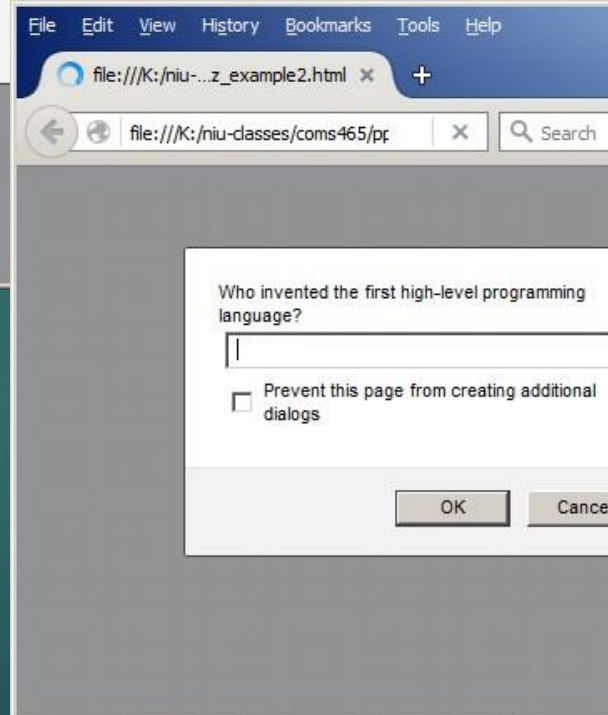 File Edit View History Bookmarks Tools Help
file:///K:/niu-...z_example2.html
file:///K:/niu-classes/coms465/pp
Search
Who invented the first high-level programming
language?
Prevent this page from creating additional
dialogs
OK Cance